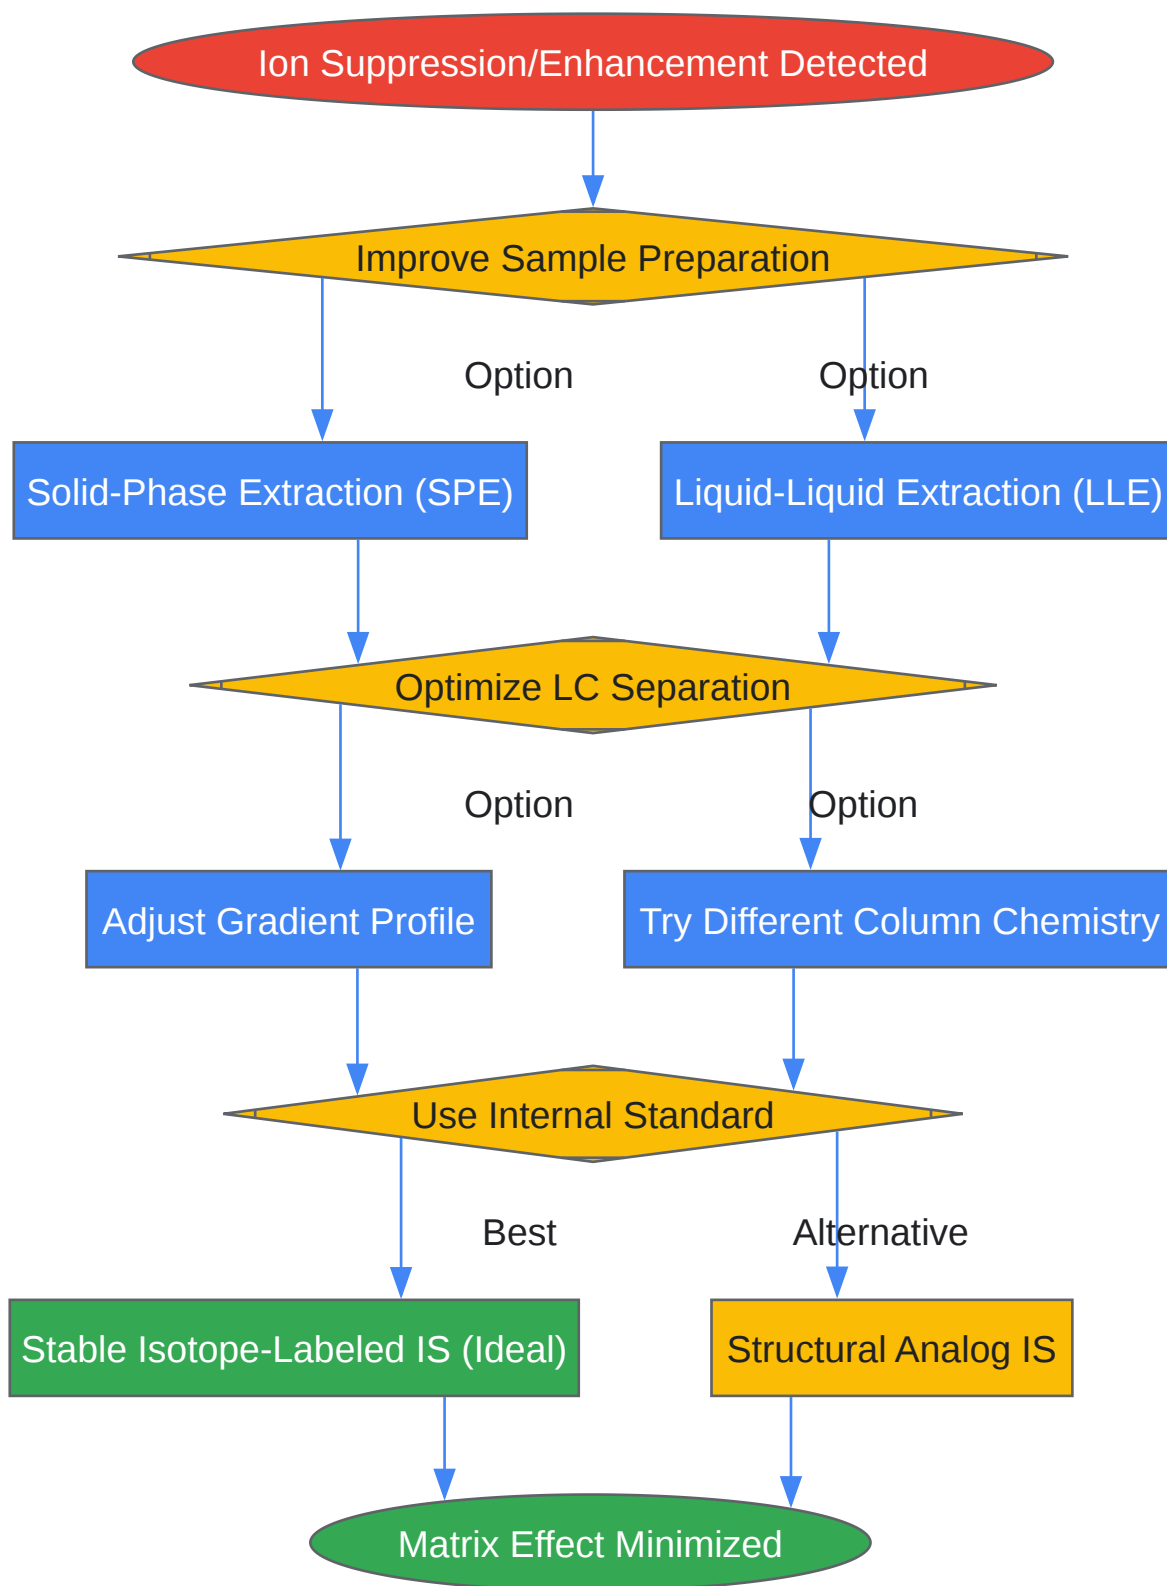 Ion Suppression/Enhancement Detected
Improve Sample Preparation
Option
Option
Solid-Phase Extraction (SPE)
Liquid-Liquid Extraction (LLE)
Optimize LC Separation
Option
Option
Adjust Gradient Profile
Try Different Column Chemistry
Use Internal Standard
Best
Alternative
Stable Isotope-Labeled IS (Ideal)
Structural Analog IS
Matrix Effect Minimized